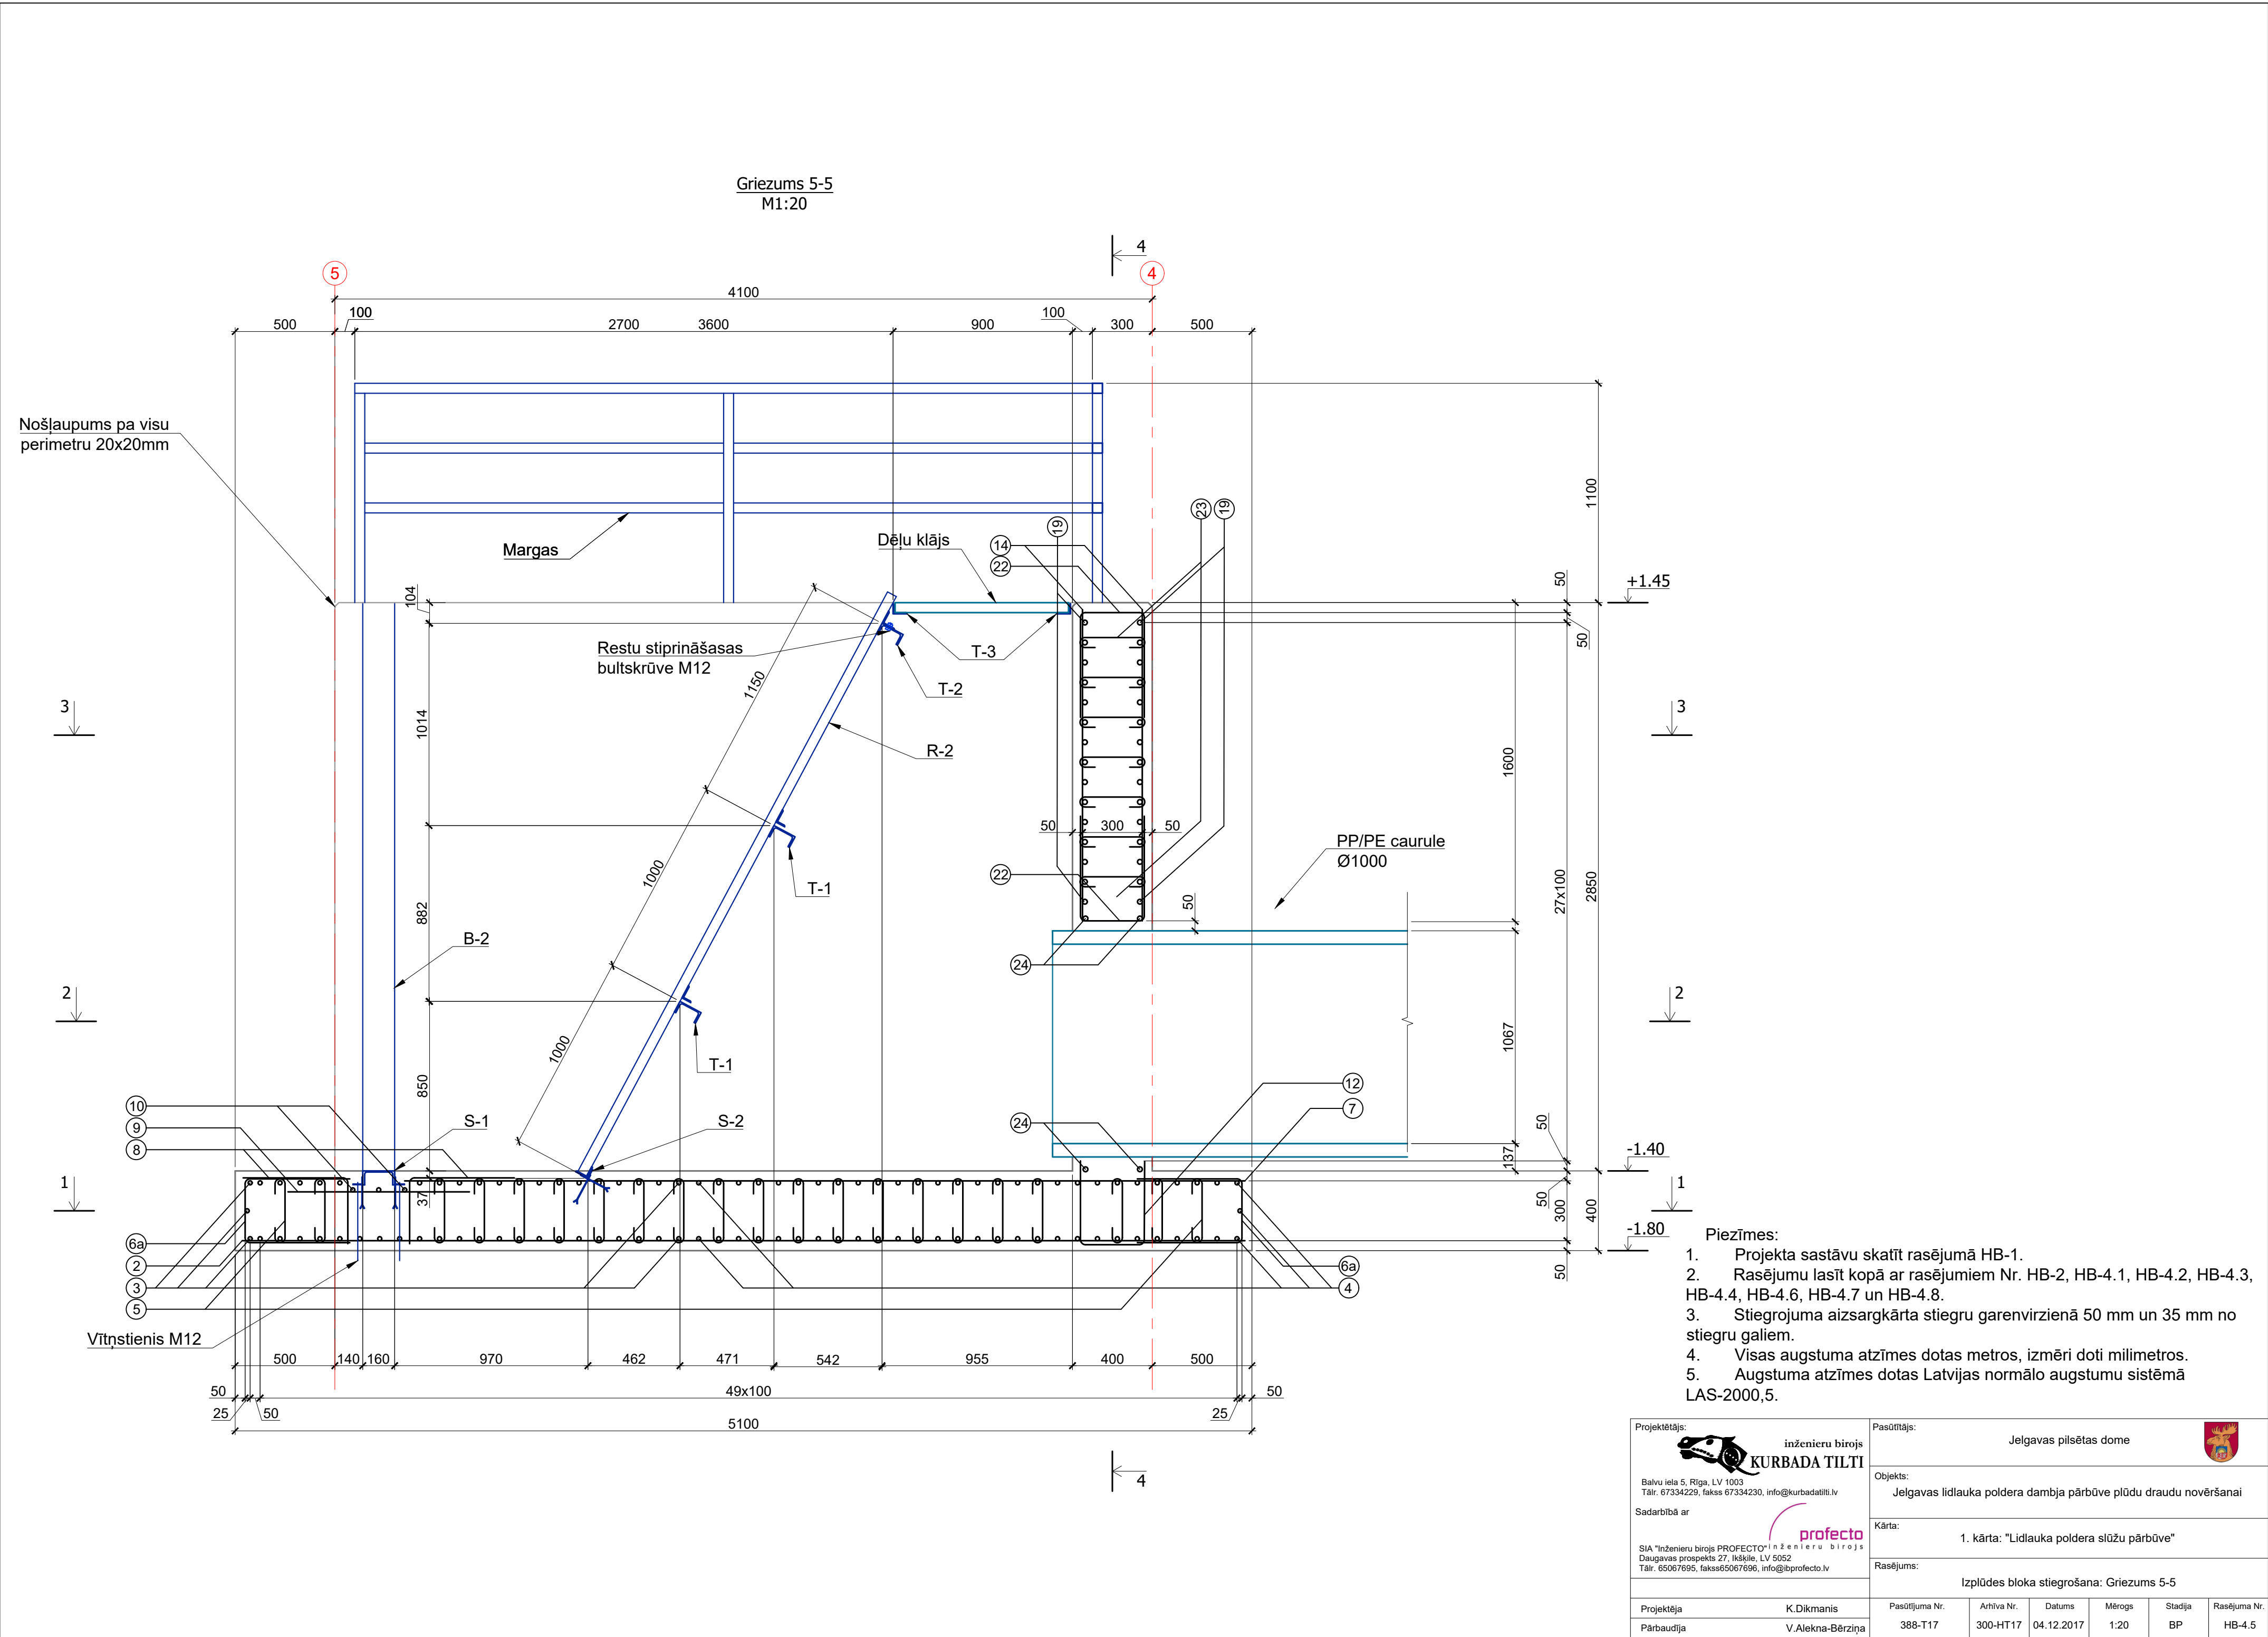 Griezums 5-5
M1:20
4
5
4
4100
500
100
2700
3600
900
100
300
500
Nošļaupums pa visu
perimetru 20x20mm
Margas
Dēļu klājs
19
14
22
23
19
1100
50
+1.45
50
104
Restu stiprināšasas
bultskrūve M12
T-3
T-2
1150
3
1014
R-2
3
1600
50
300
50
PP/PE caurule
Ø1000
1000
T-1
22
50
27x100
2850
882
B-2
24
2
2
1067
1000
T-1
850
12
7
10
9
8
S-1
S-2
24
50
137
-1.40
1
37
50
300
400
1
-1.80
50
6a
2
3
5
6a
4
Vītņstienis M12
500
140
160
970
462
471
542
955
400
500
50
49x100
50
25
50
25
5100
4
Piezīmes:
1. Projekta sastāvu skatīt rasējumā HB-1.
2. Rasējumu lasīt kopā ar rasējumiem Nr. HB-2, HB-4.1, HB-4.2, HB-4.3,
HB-4.4, HB-4.6, HB-4.7 un HB-4.8.
3. Stiegrojuma aizsargkārta stiegru garenvirzienā 50 mm un 35 mm no
stiegru galiem.
4. Visas augstuma atzīmes dotas metros, izmēri doti milimetros.
5. Augstuma atzīmes dotas Latvijas normālo augstumu sistēmā
LAS-2000,5.
Projektētājs:
inženieru birojs
KURBADA TILTI
Balvu iela 5, Rīga, LV 1003
Tālr. 67334229, fakss 67334230, info@kurbadatilti.lv
Sadarbībā ar
profecto
inženieru birojs
SIA "Inženieru birojs PROFECTO"
Daugavas prospekts 27, Ikšķile, LV 5052
Tālr. 65067695, fakss65067696, info@ibprofecto.lv
Projektēja K.Dikmanis
Pārbaudīja V.Alekna-Bērziņa
Pasūtītājs:
Jelgavas pilsētas dome
Objekts:
Jelgavas lidlauka poldera dambja pārbūve plūdu draudu novēršanai
Kārta:
1. kārta: "Lidlauka poldera slūžu pārbūve"
Rasējums:
Izplūdes bloka stiegrošana: Griezums 5-5
Pasūtījuma Nr. Arhīva Nr. Datums Mērogs Stadija Rasējuma Nr.
388-T17 300-HT17 04.12.2017 1:20 BP HB-4.5